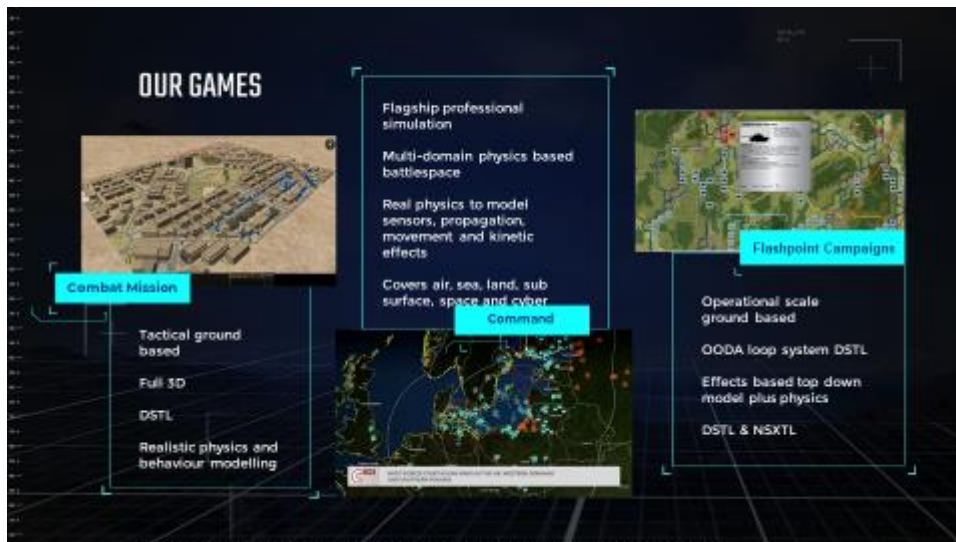 OUR GAMES
Combat Mission
Tactical ground
based
Full 3D
DSTL
Realistic physics and
behaviour modelling
Flagship professional
simulation
Multi-domain physics based
battlespace
Real physics to model
sensors, propagation,
movement and kinetic
effects
Covers air, sea, land, sub
surface, space and cyber
Command
Flashpoint Campaigns
Operational scale
ground based
OODA loop system DSTL
Effects based top down
model plus physics
DSTL & NSXTL